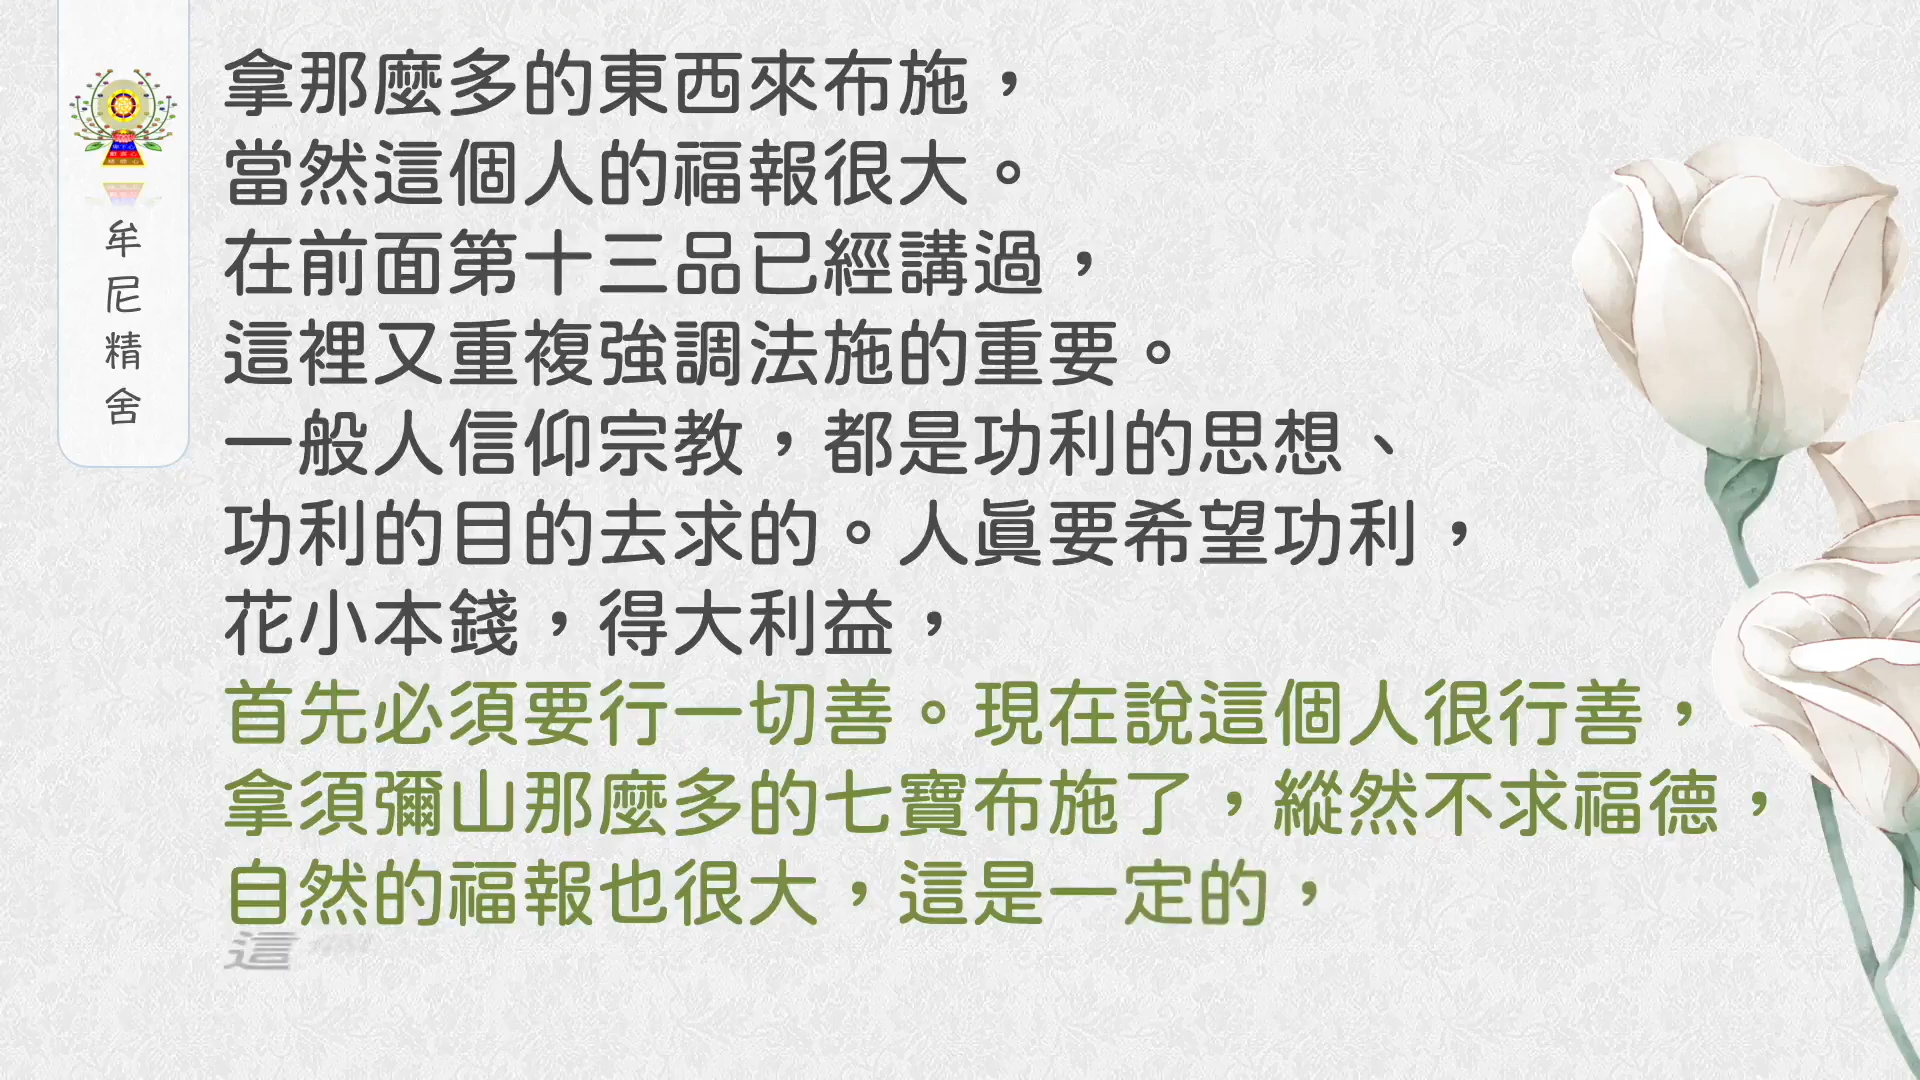 牟尼精舍
拿那麼多的東西來布施，
當然這個人的福報很大。
在前面第十三品已經講過，
這裡又重複強調法施的重要。
一般人信仰宗教，都是功利的思想、
功利的目的去求的。人眞要希望功利，
花小本錢，得大利益，
首先必須要行一切善。現在說這個人很行善，
拿須彌山那麼多的七寶布施了，縱然不求福德，
自然的福報也很大，這是一定的，
這